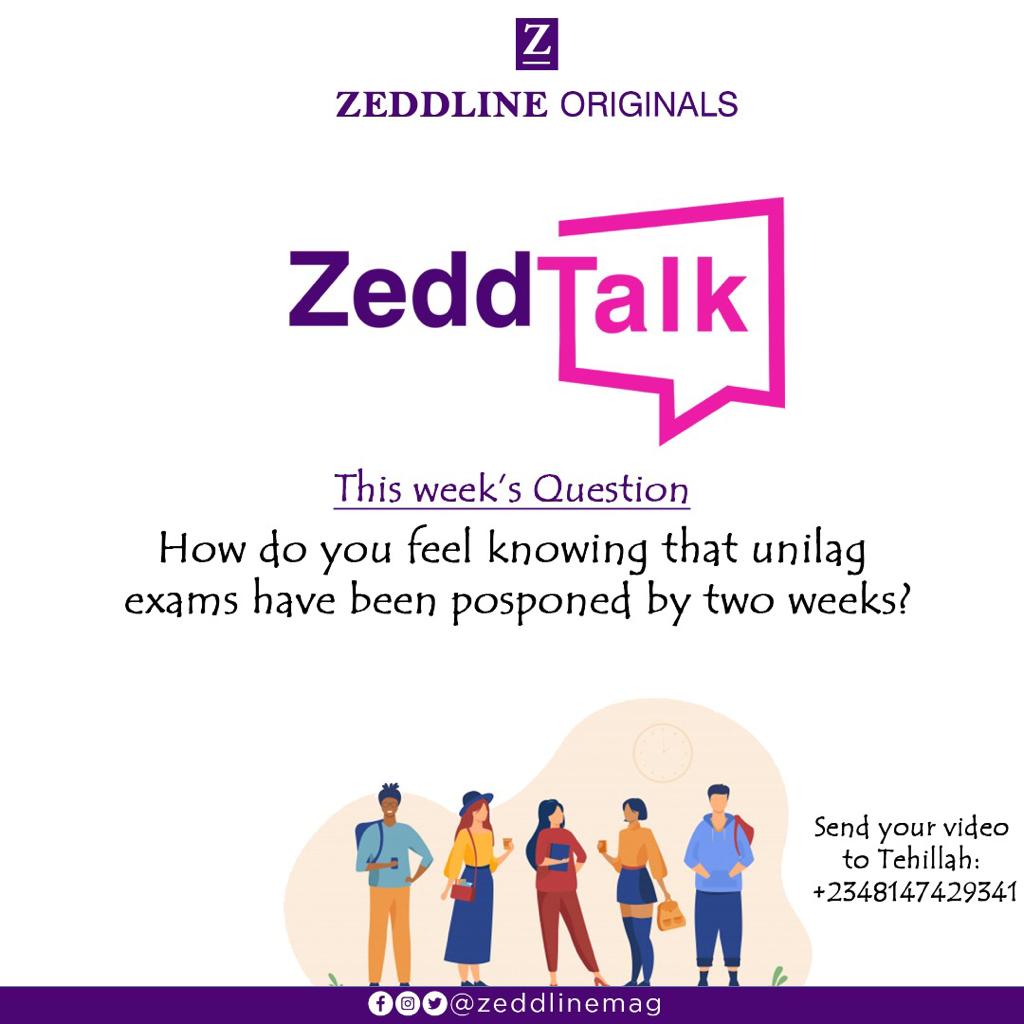 Z
ZEDDLINE ORIGINALS
ZeddTalk
This week's Question
How do you feel knowing that unilag
exams have been posponed by two weeks?
Send your video
to Tehillah:
+2348147429341
@zeddlinemag